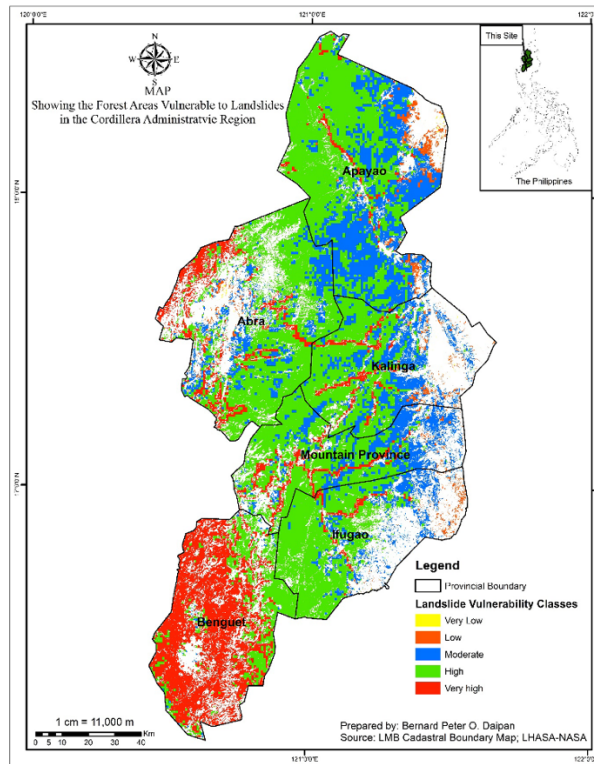 120°0'0"E
121°0'0"E
122°
N
W
E
S
MAP
Showing the Forest Areas Vulnerable to Landslides
in the Cordillera Administratvie Region
This Site
The Philippines
18°0'0"N
17°0'0"N
Apayao
Abra
Kalinga
Mountain Province
Ifugao
Benguet
Legend
Provincial Boundary
Landslide Vulnerability Classes
Very Low
Low
Moderate
High
Very high
1 cm = 11,000 m
0 5 10 20 30 40
Km
Prepared by: Bernard Peter O. Daipan
Source: LMB Cadastral Boundary Map; LHASA-NASA
121°0'0"E